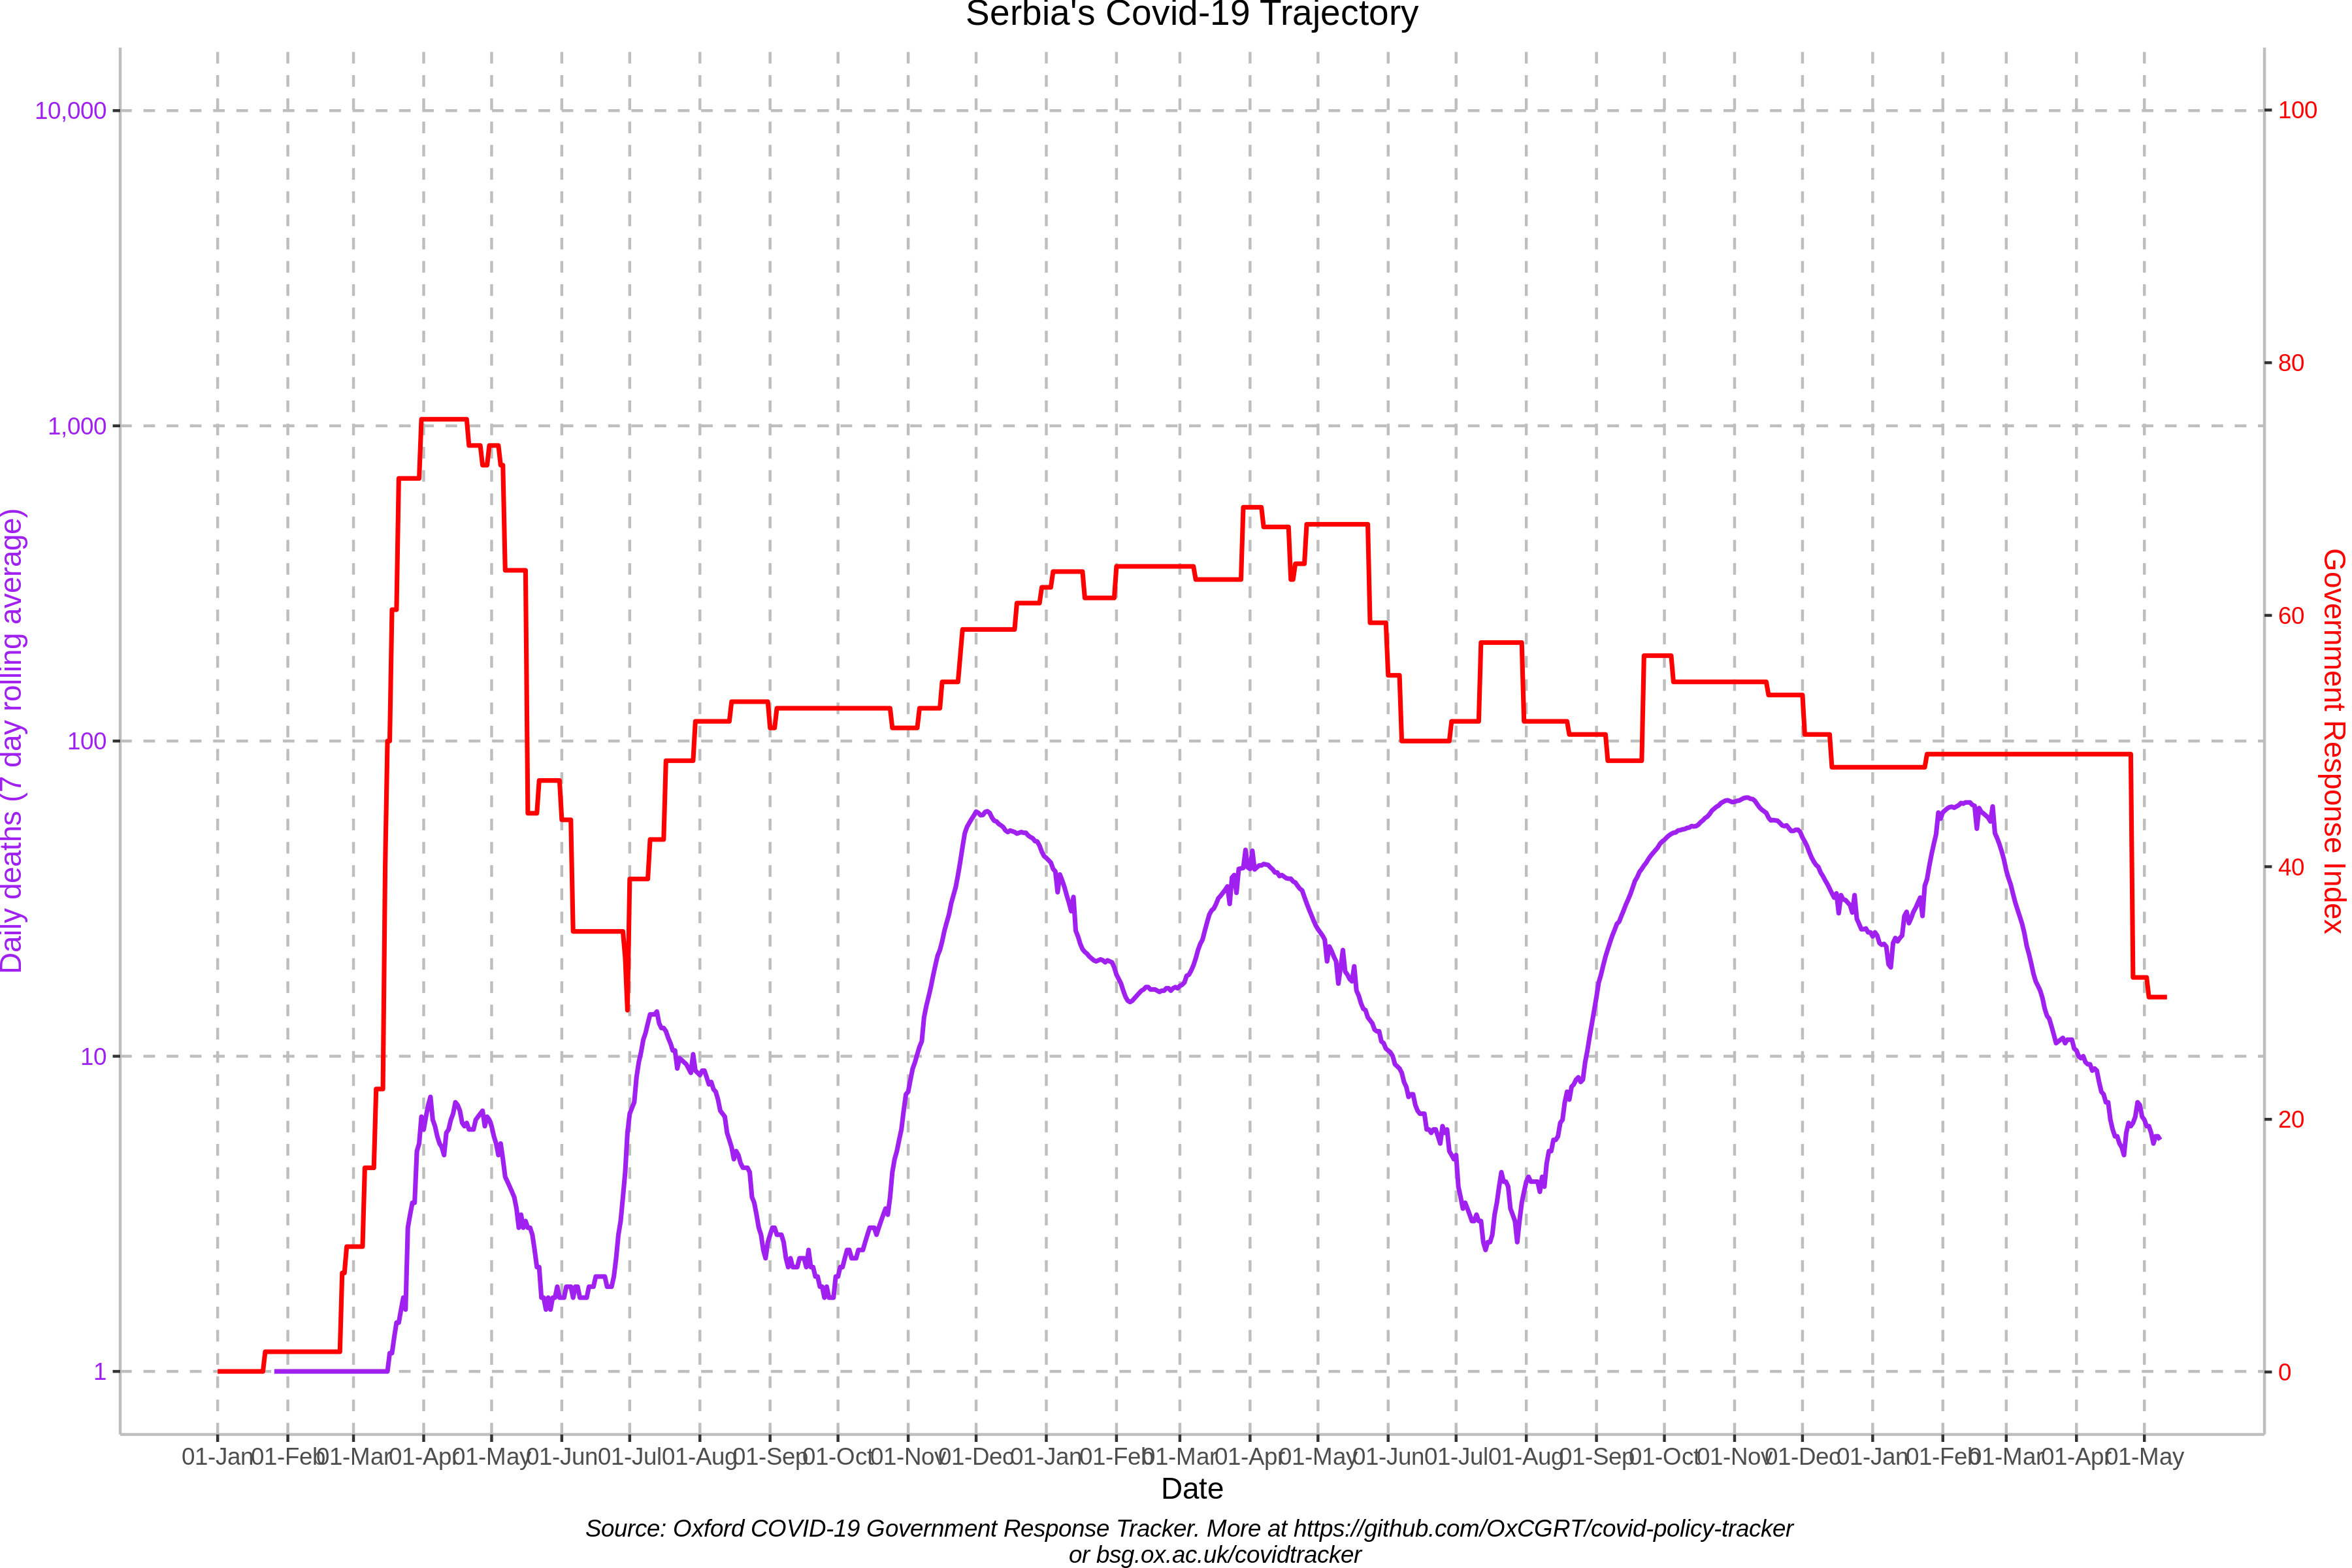 Serbia's Covid-19 Trajectory
10,000
1,000
100
10
1
Daily deaths (7 day rolling average)
100
80
60
40
20
0
Government Response Index
01-Jan 01-Feb 01-Mar 01-Apr 01-May 01-Jun 01-Jul 01-Aug 01-Sep 01-Oct 01-Nov 01-Dec 01-Jan 01-Feb 01-Mar 01-Apr 01-May 01-Jun 01-Jul 01-Aug 01-Sep 01-Oct 01-Nov 01-Dec 01-Jan 01-Feb 01-Mar 01-Apr 01-May
Date
Source: Oxford COVID-19 Government Response Tracker. More at https://github.com/OxCGRT/covid-policy-tracker
or bsg.ox.ac.uk/covidtracker